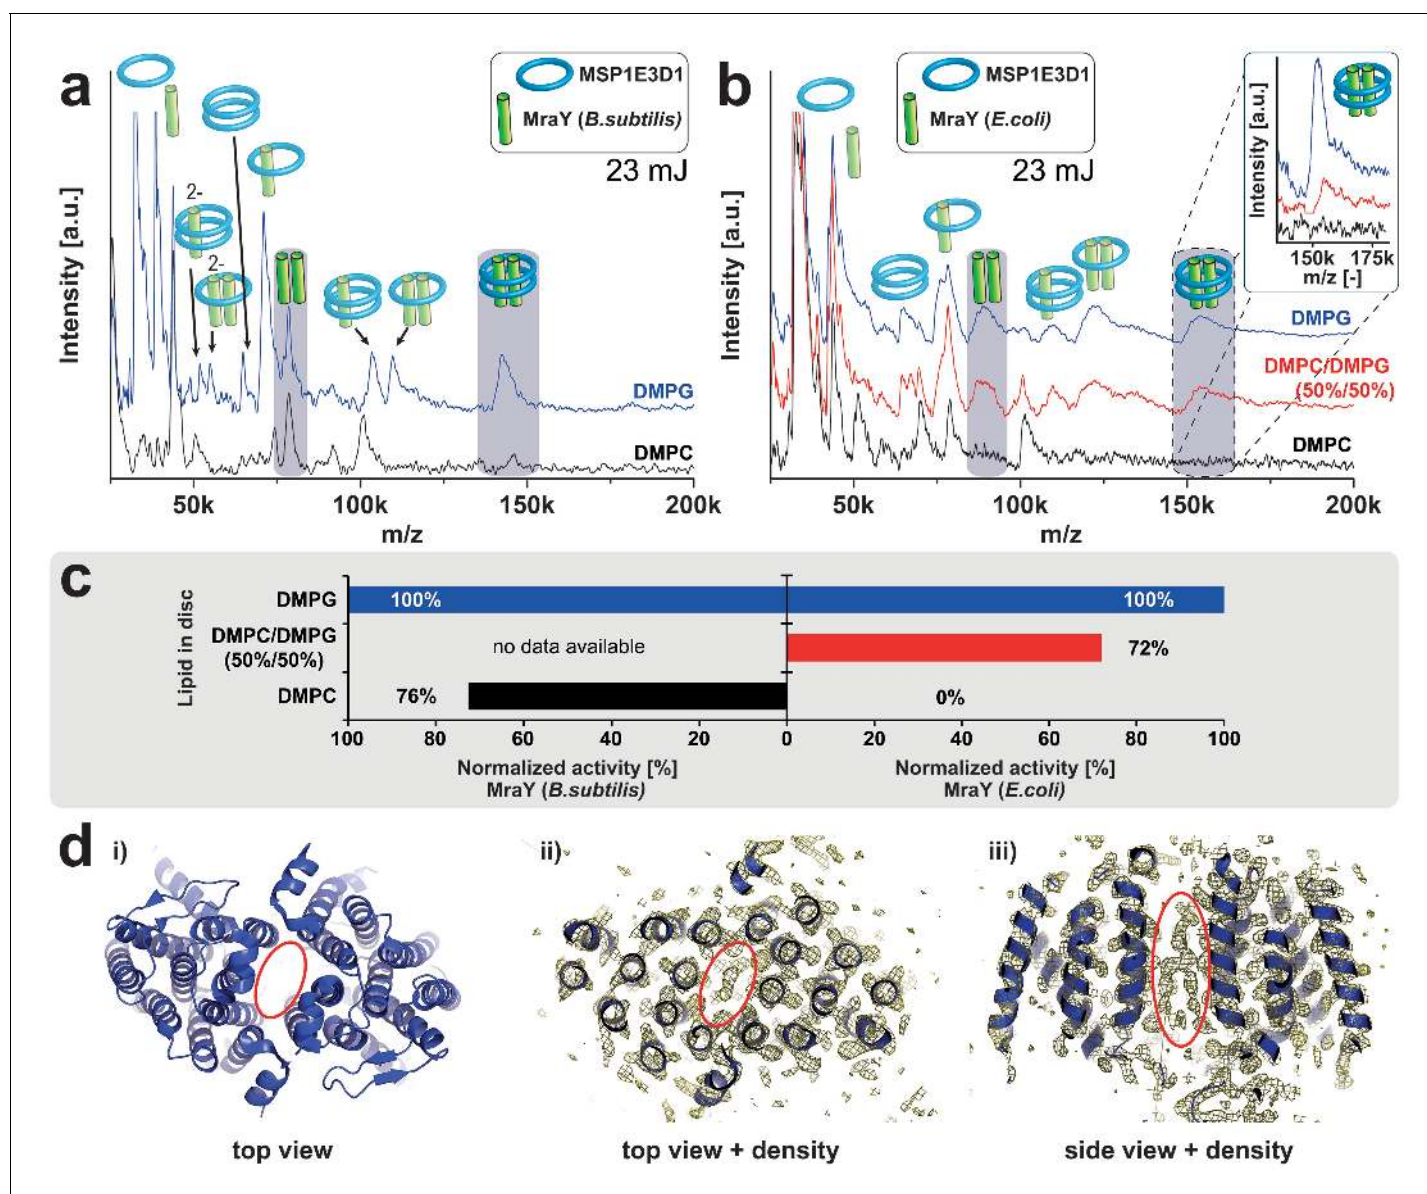 a
MSP1E3D1
MraY (B.subtilis)
23 mJ
2-
2-
DMPG
DMPC
Intensity [a.u.]
50k
100k
150k
200k
m/z
b
MSP1E3D1
MraY (E.coli)
23 mJ
Intensity [a.u.]
150k
175k
m/z [-]
DMPG
DMPC/DMPG
(50%/50%)
DMPC
Intensity [a.u.]
50k
100k
150k
200k
m/z
c
Lipid in disc
DMPG
100%
100%
DMPC/DMPG
(50%/50%)
no data available
72%
DMPC
76%
0%
100 80 60 40 20 0 20 40 60 80 100
Normalized activity [%]
MraY (B.subtilis)
Normalized activity [%]
MraY (E.coli)
d
i)
ii)
iii)
top view
top view + density
side view + density